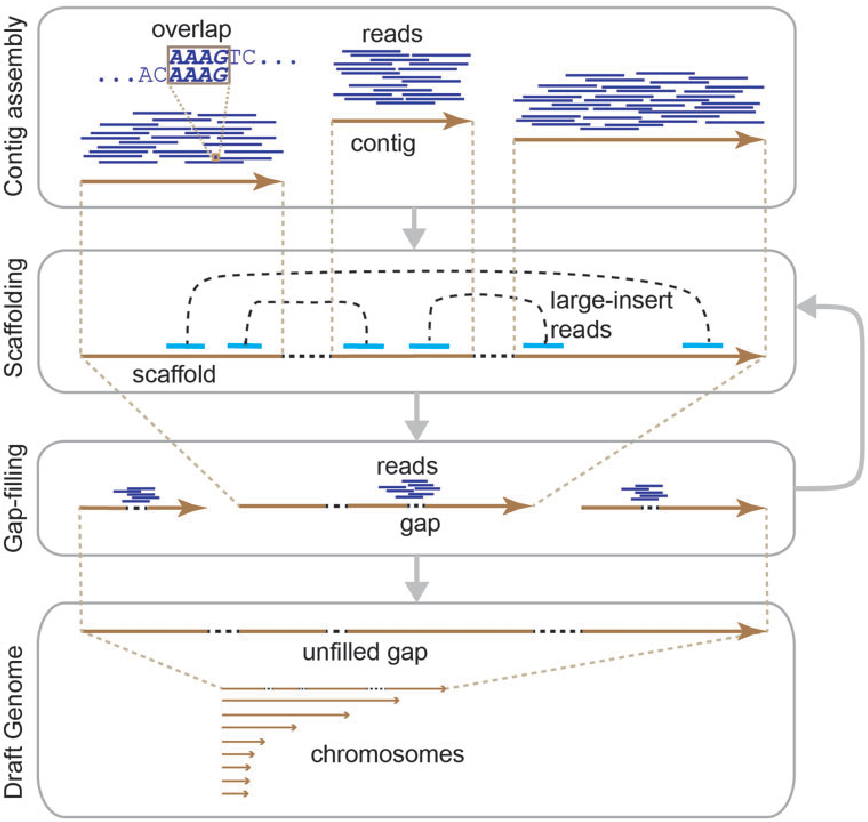 Contig assembly
overlap
AAAGTC...
...ACAAAG
reads
contig
Scaffolding
large-insert
reads
scaffold
Gap-filling
reads
gap
Draft Genome
unfilled gap
chromosomes